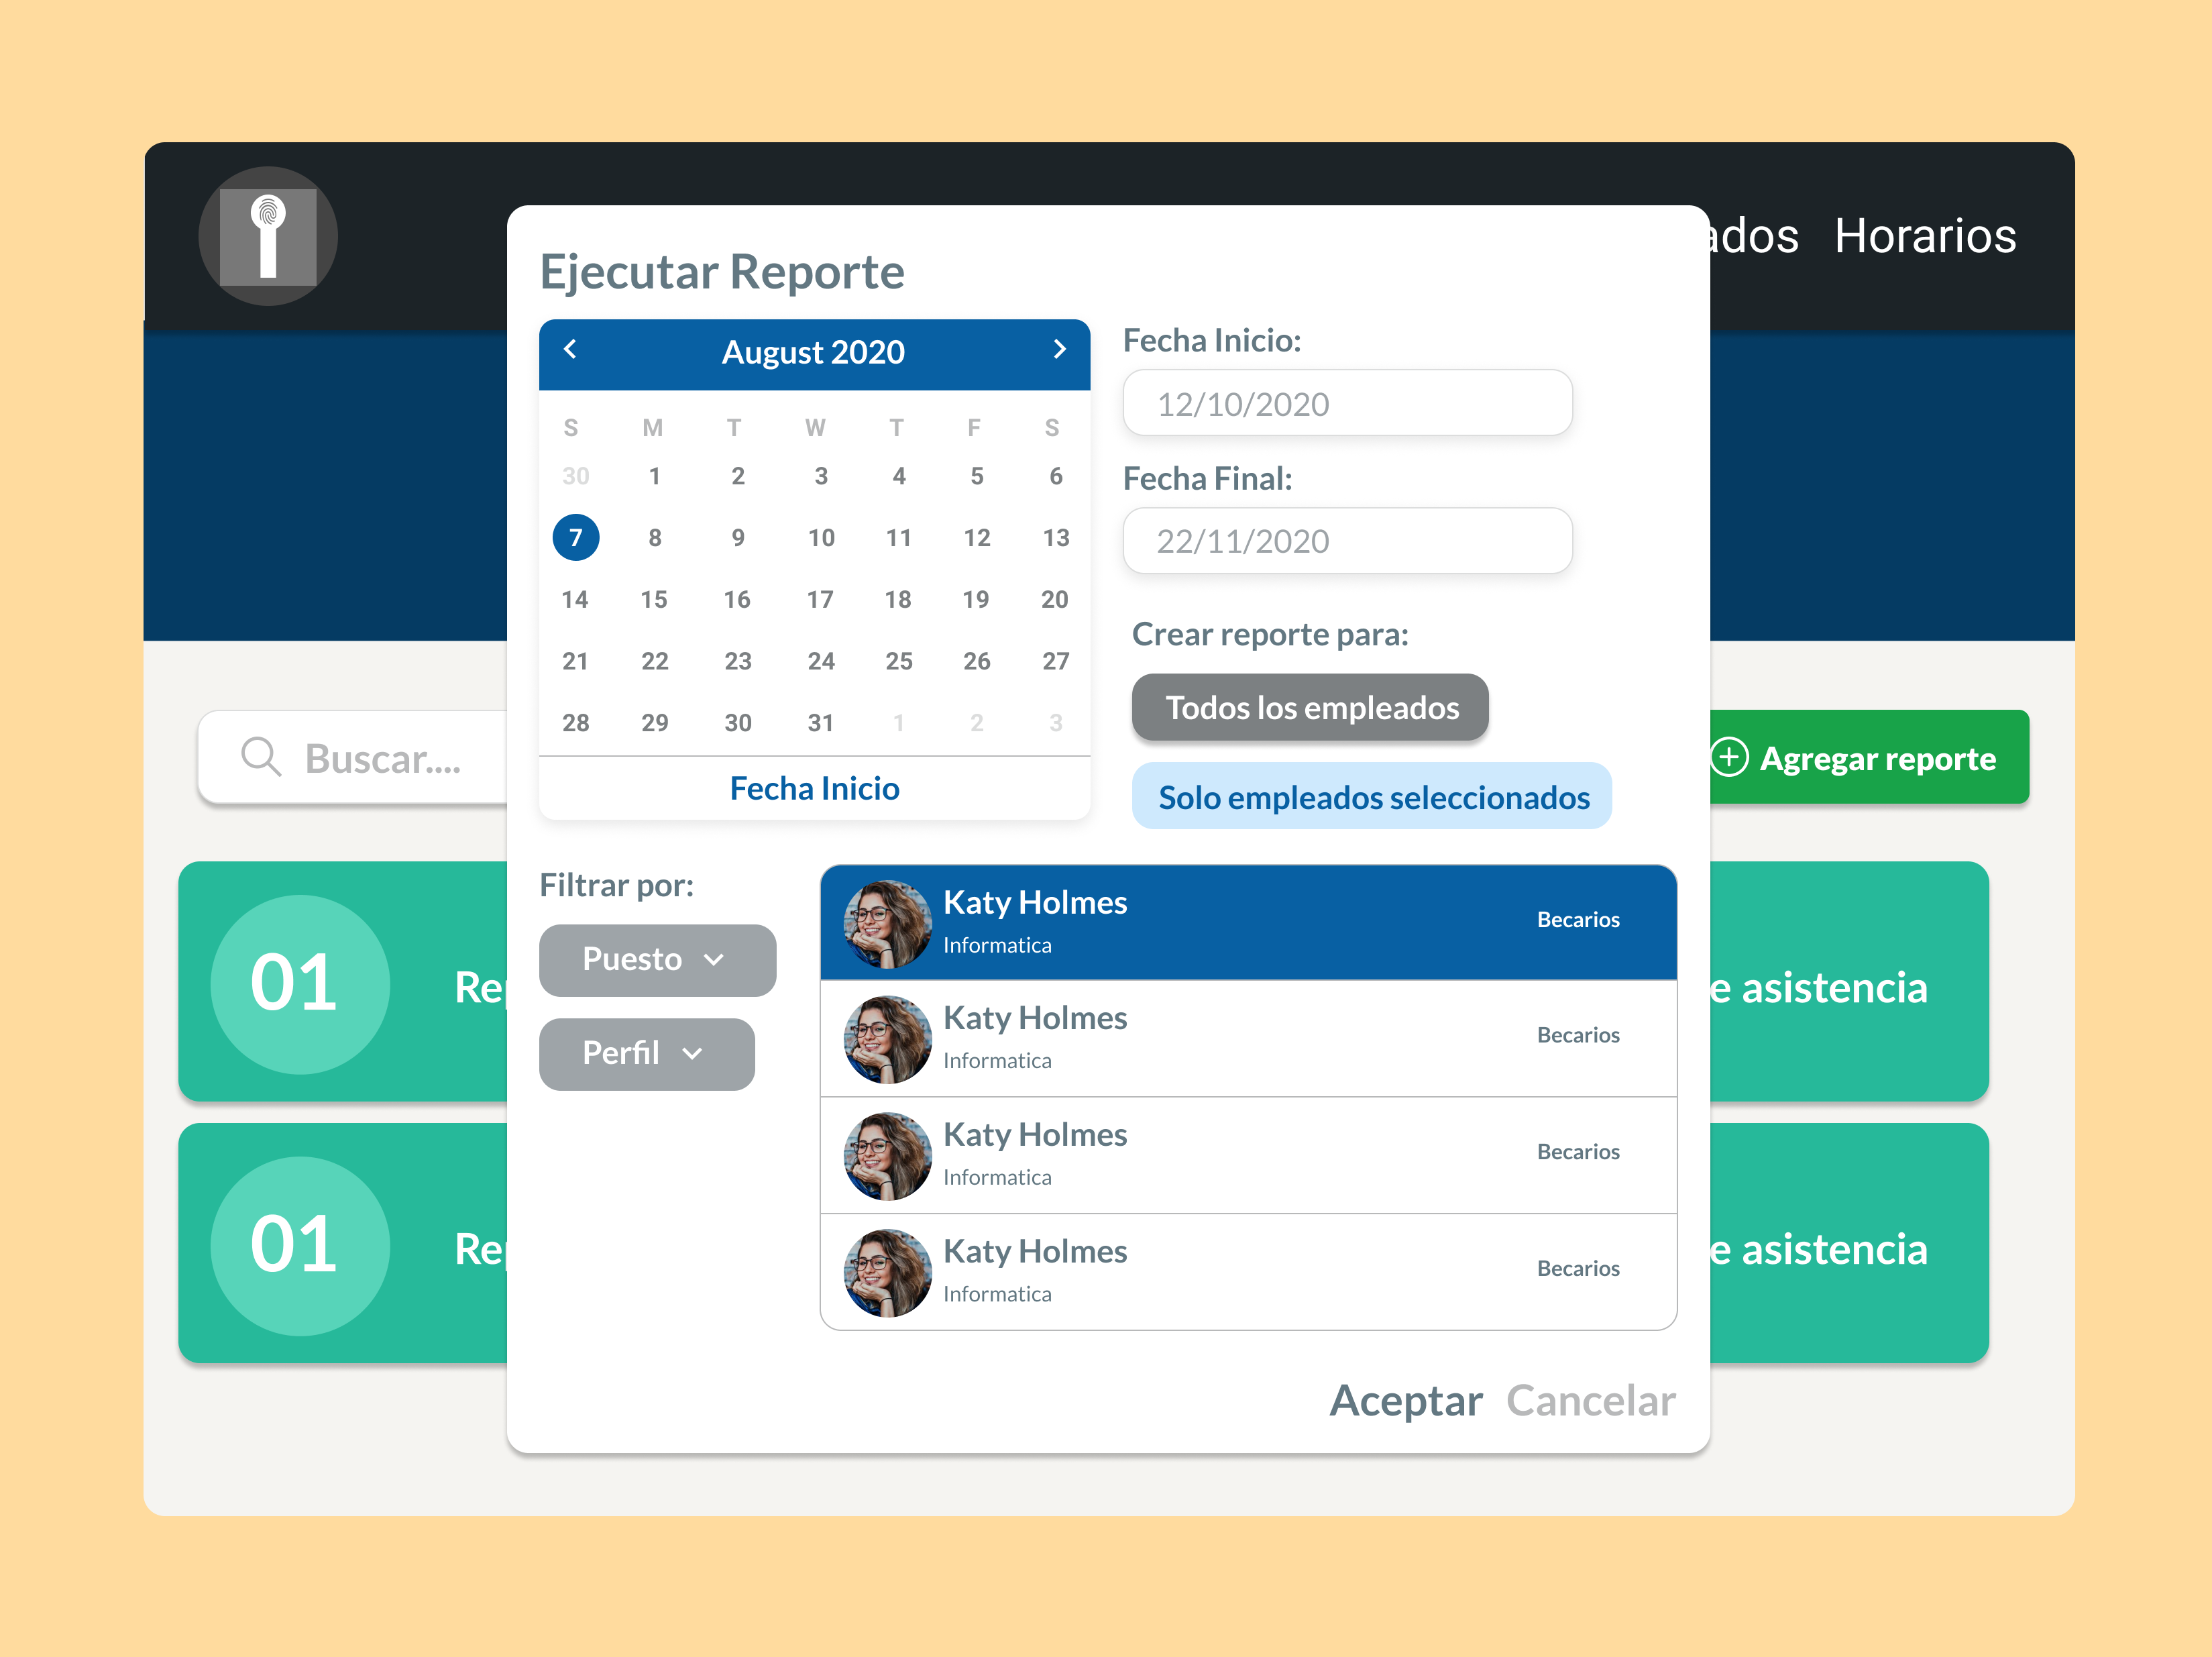 Horarios
Ejecutar Reporte
August 2020
S M T W T F S
30 1 2 3 4 5 6
7 8 9 10 11 12 13
14 15 16 17 18 19 20
21 22 23 24 25 26 27
28 29 30 31 1 2 3
Fecha Inicio
Fecha Inicio:
12/10/2020
Fecha Final:
22/11/2020
Crear reporte para:
Todos los empleados
Solo empleados seleccionados
Buscar....
Agregar reporte
Filtrar por:
Puesto
Perfil
Katy Holmes
Informatica
Becarios
Katy Holmes
Informatica
Becarios
Katy Holmes
Informatica
Becarios
Katy Holmes
Informatica
Becarios
01
e asistencia
01
e asistencia
Aceptar Cancelar